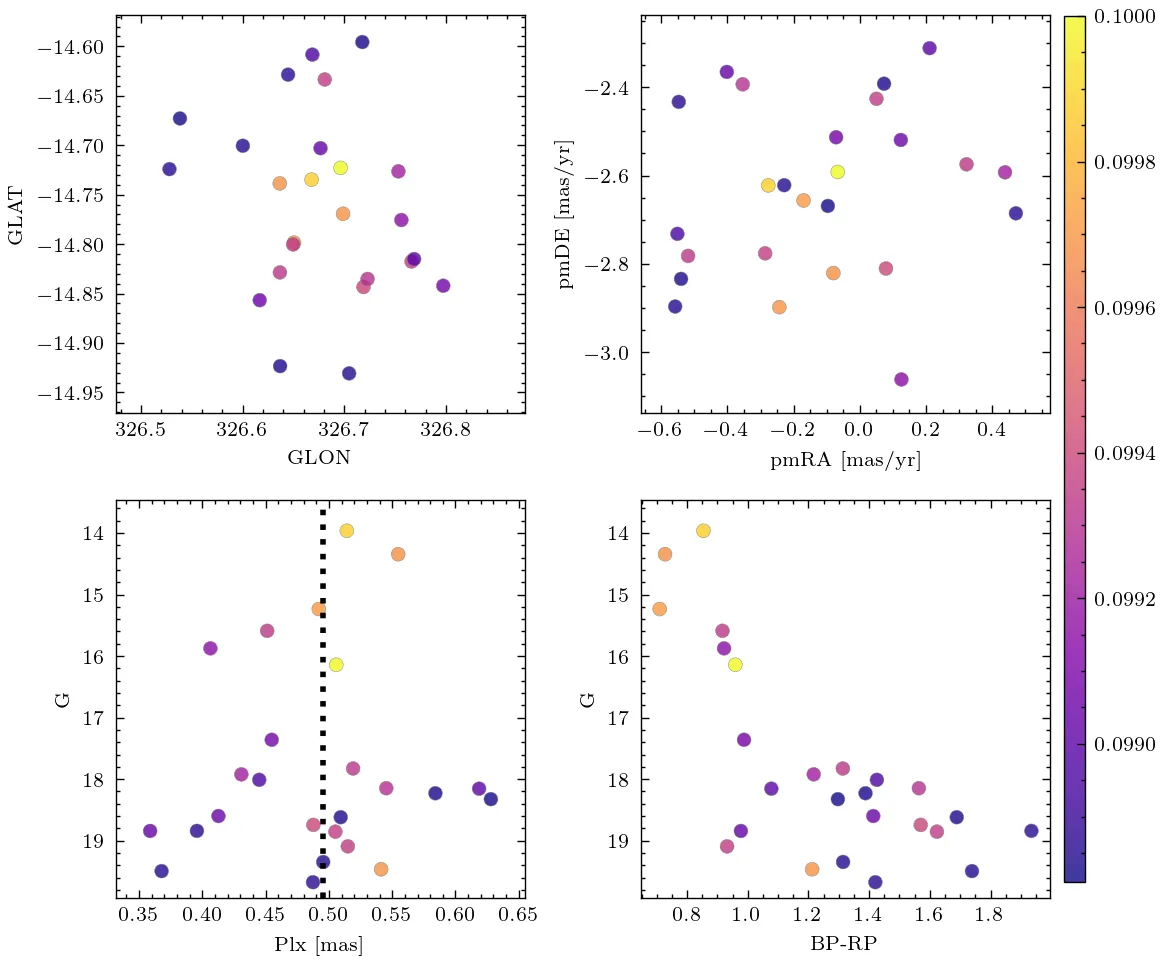 −14.60
−14.65
−14.70
−14.75
−14.80
−14.85
−14.90
−14.95
GLAT
326.5 326.6 326.7 326.8
GLON
−2.4
−2.6
−2.8
−3.0
pmDE [mas/yr]
−0.6 −0.4 −0.2 0.0 0.2 0.4
pmRA [mas/yr]
14
15
16
17
18
19
G
0.35 0.40 0.45 0.50 0.55 0.60 0.65
Plx [mas]
14
15
16
17
18
19
G
0.8 1.0 1.2 1.4 1.6 1.8
BP-RP
0.1000
0.0998
0.0996
0.0994
0.0992
0.0990